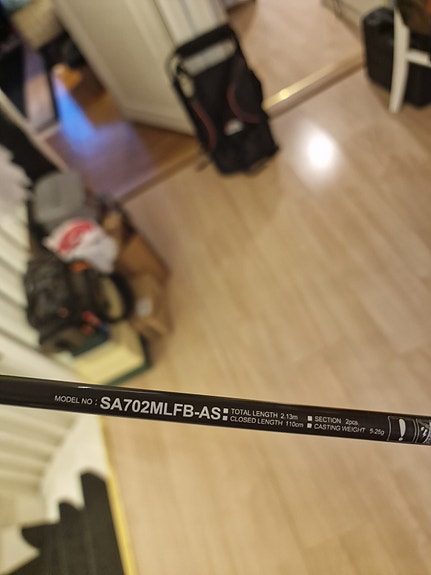 MODEL NO : SA702MLFB-AS
■ TOTAL LENGTH 2.13m ■ SECTION 2pcs.
■ CLOSED LENGTH 110cm ■ CASTING WEIGHT 5-25g